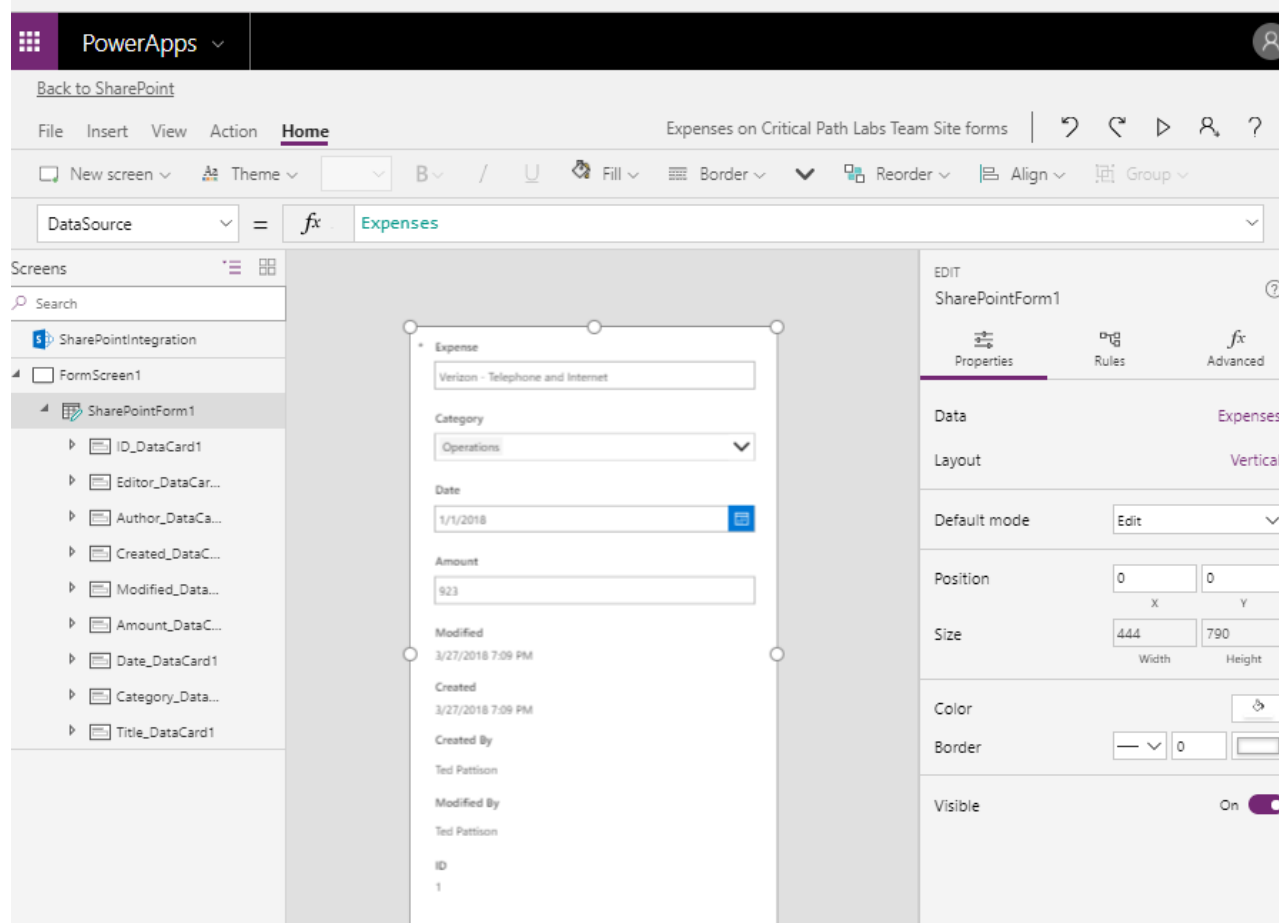 PowerApps
Back to SharePoint
File Insert View Action Home Expenses on Critical Path Labs Team Site forms ?
New screen Aa Theme B / U Fill Border Reorder Align Group
DataSource = fx Expenses
Screens
Search
SharePointIntegration
FormScreen1
SharePointForm1
ID_DataCard1
Editor_DataCar...
Author_DataCa...
Created_DataC...
Modified_Data...
Amount_DataC...
Date_DataCard1
Category_Data...
Title_DataCard1
* Expense
Verizon - Telephone and Internet
Category
Operations
Date
1/1/2018
Amount
923
Modified
3/27/2018 7:09 PM
Created
3/27/2018 7:09 PM
Created By
Ted Pattison
Modified By
Ted Pattison
ID
1
EDIT
SharePointForm1 ?
Properties Rules fx Advanced
Data Expenses
Layout Vertical
Default mode Edit
Position 0 0
X Y
Size 444 790
Width Height
Color
Border 0
Visible On